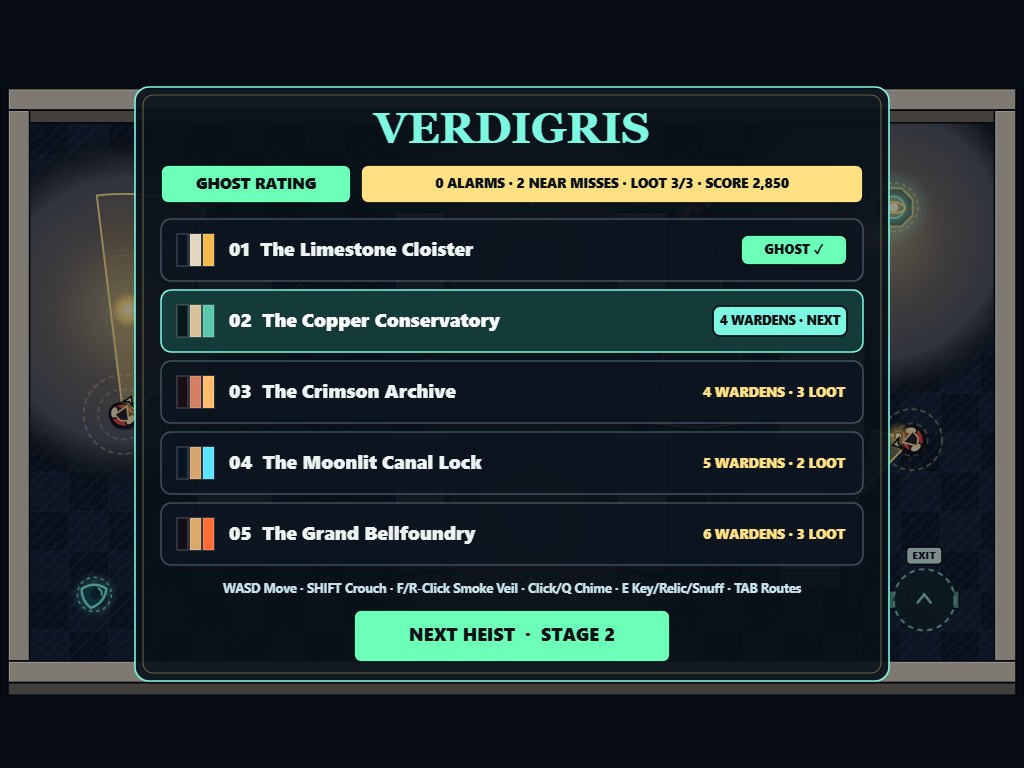 VERDIGRIS
GHOST RATING
0 ALARMS · 2 NEAR MISSES · LOOT 3/3 · SCORE 2,850
01 The Limestone Cloister
GHOST ✓
02 The Copper Conservatory
4 WARDENS · NEXT
03 The Crimson Archive
4 WARDENS · 3 LOOT
04 The Moonlit Canal Lock
5 WARDENS · 2 LOOT
05 The Grand Bellfoundry
6 WARDENS · 3 LOOT
EXIT
WASD Move · SHIFT Crouch · F/R-Click Smoke Veil · Click/Q Chime · E Key/Relic/Snuff · TAB Routes
NEXT HEIST · STAGE 2